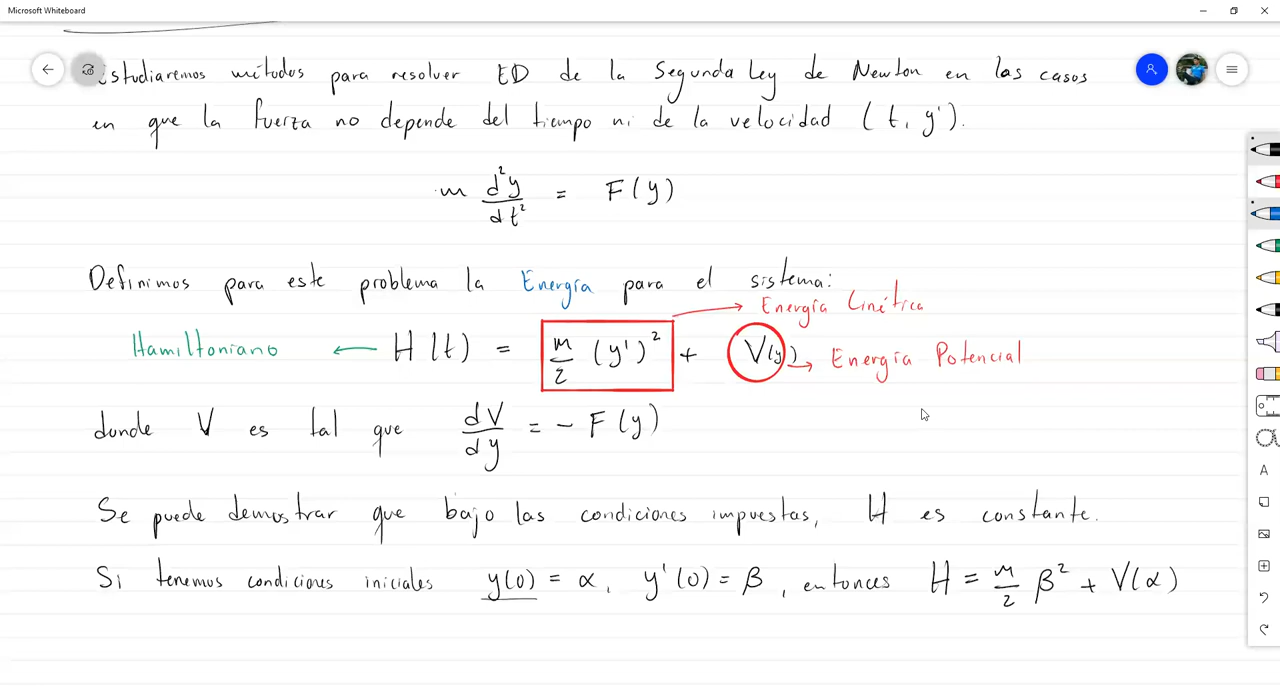 Microsoft Whiteboard
Estudiaremos métodos para resolver ED de la Segunda Ley de Newton en los casos
en que la fuerza no depende del tiempo ni de la velocidad (t, y').
m d²y/dt² = F(y)
Definimos para este problema la Energía para el sistema:
Energía Cinética
Hamiltoniano ← H(t) = m/2 (y')² + V(y) → Energía Potencial
donde V es tal que dV/dy = - F(y)
Se puede demostrar que bajo las condiciones impuestas, H es constante.
Si tenemos condiciones iniciales y(0) = α, y'(0) = β, entonces H = m/2 β² + V(α)
A